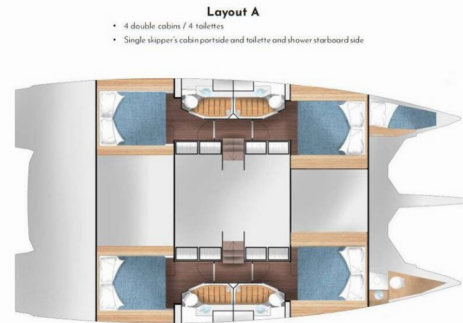 Layout A
• 4 double cabins / 4 toilettes
• Single skipper's cabin portside and toilette and shower starboard side